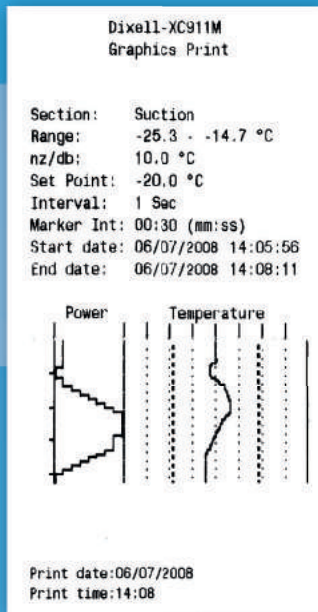 Dixell-XC911M
Graphics Print
Section: Suction
Range: -25.3 - -14.7 °C
nz/db: 10.0 °C
Set Point: -20.0 °C
Interval: 1 Sec
Marker Int: 00:30 (mm:ss)
Start date: 06/07/2008 14:05:56
End date: 06/07/2008 14:08:11
Power Temperature
Print date:06/07/2008
Print time:14:08